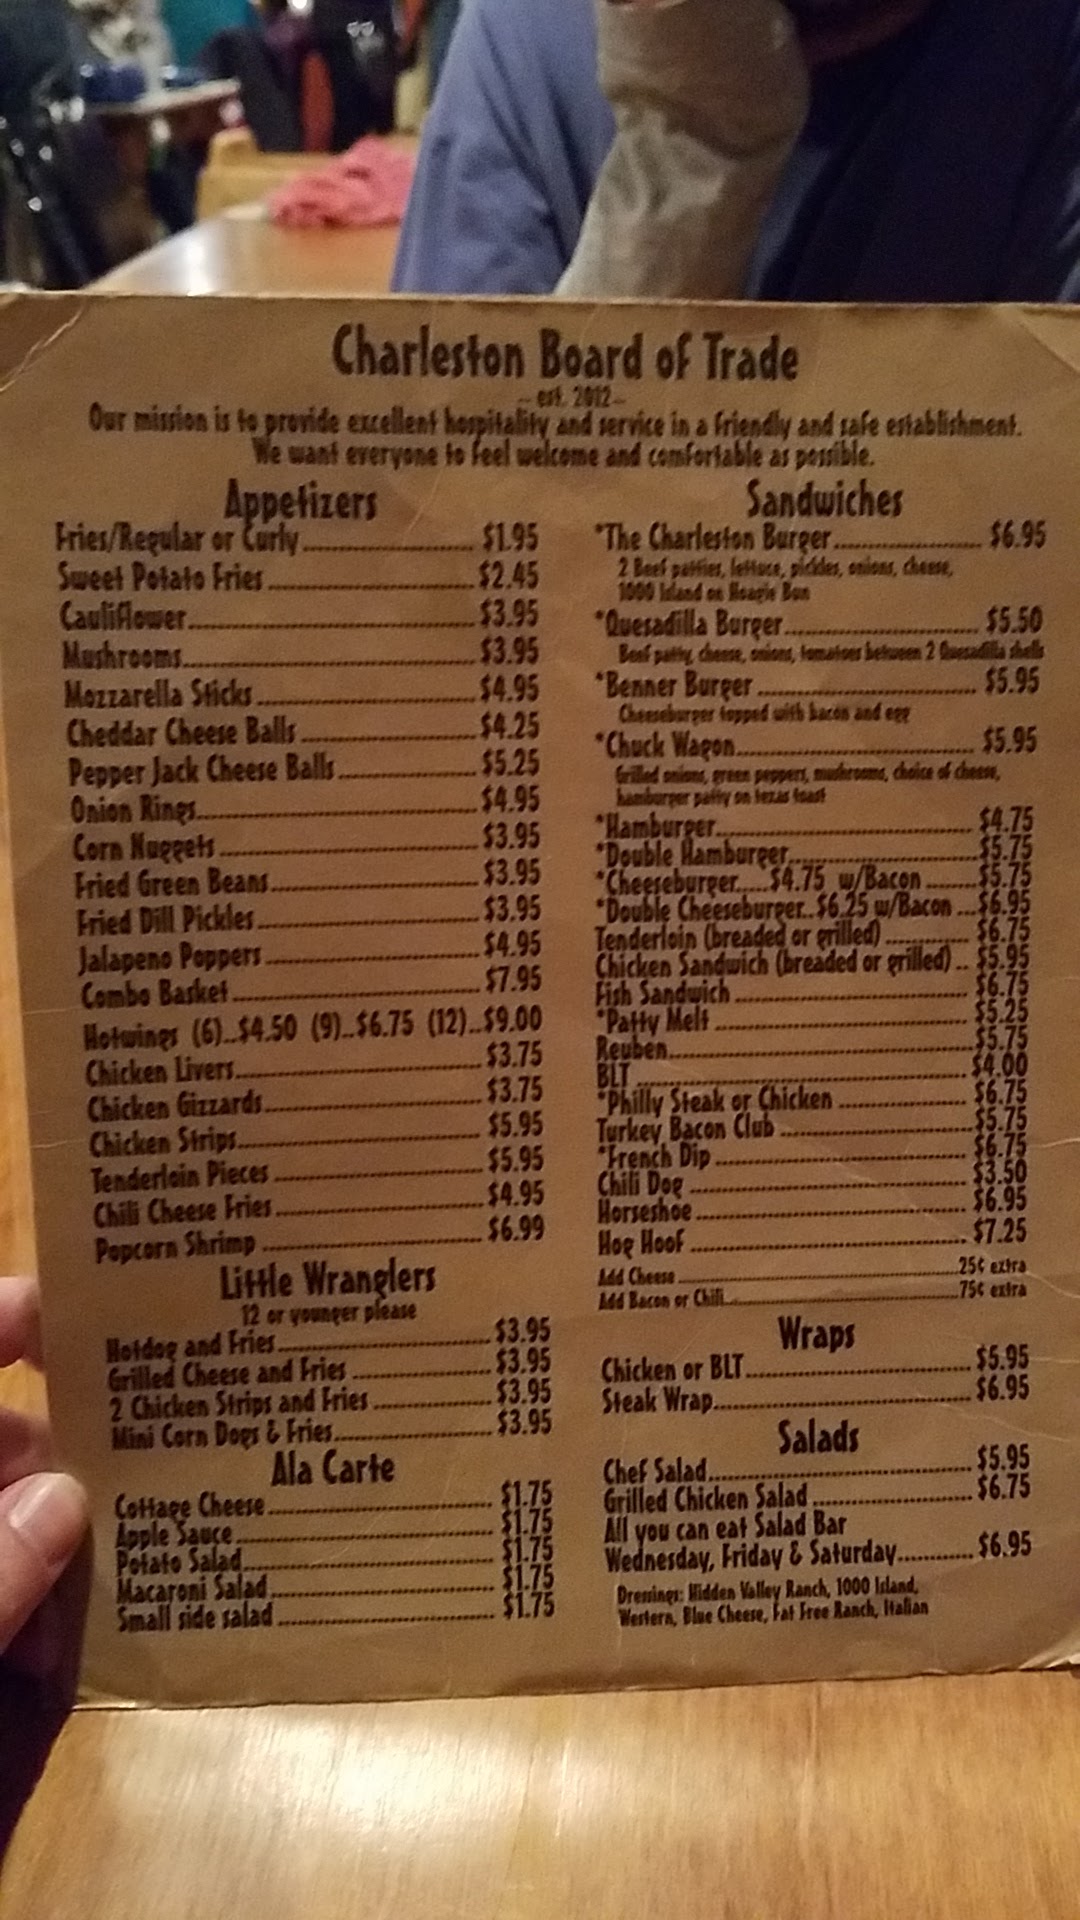 Charleston Board of Trade
- est. 2012 -
Our mission is to provide excellent hospitality and service in a friendly and safe establishment.
We want everyone to feel welcome and comfortable as possible.
Appetizers
Fries/Regular or Curly $1.95
Sweet Potato Fries $2.45
Cauliflower $3.95
Mushrooms $3.95
Mozzarella Sticks $4.95
Cheddar Cheese Balls $4.25
Pepper Jack Cheese Balls $5.25
Onion Rings $4.95
Corn Nuggets $3.95
Fried Green Beans $3.95
Fried Dill Pickles $3.95
Jalapeno Poppers $4.95
Combo Basket $7.95
Hotwings (6)..$4.50 (9)..$6.75 (12)..$9.00
Chicken Livers $3.75
Chicken Gizzards $3.75
Chicken Strips $5.95
Tenderloin Pieces $5.95
Chili Cheese Fries $4.95
Popcorn Shrimp $6.99
Little Wranglers
12 or younger please
Hotdog and Fries $3.95
Grilled Cheese and Fries $3.95
2 Chicken Strips and Fries $3.95
Mini Corn Dogs & Fries $3.95
Ala Carte
Cottage Cheese $1.75
Apple Sauce $1.75
Potato Salad $1.75
Macaroni Salad $1.75
Small side salad $1.75
Sandwiches
*The Charleston Burger $6.95
2 Beef patties, lettuce, pickles, onions, cheese,
1000 Island on Hoagie Bun
*Quesadilla Burger $5.50
Beef patty, cheese, onions, tomatoes between 2 Quesadilla shells
*Benner Burger $5.95
Cheeseburger topped with bacon and egg
*Chuck Wagon $5.95
Grilled onions, green peppers, mushrooms, choice of cheese,
hamburger patty on texas toast
*Hamburger $4.75
*Double Hamburger $5.75
*Cheeseburger.....$4.75 w/Bacon $5.75
*Double Cheeseburger..$6.25 w/Bacon ...$6.95
Tenderloin (breaded or grilled) $6.75
Chicken Sandwich (breaded or grilled) .. $5.95
Fish Sandwich $6.75
*Patty Melt $5.25
Reuben $5.75
BLT $4.00
*Philly Steak or Chicken $6.75
Turkey Bacon Club $5.75
*French Dip $6.75
Chili Dog $3.50
Horseshoe $6.95
Hog Hoof $7.25
Add Cheese 25¢ extra
Add Bacon or Chili 75¢ extra
Wraps
Chicken or BLT $5.95
Steak Wrap $6.95
Salads
Chef Salad $5.95
Grilled Chicken Salad $6.75
All you can eat Salad Bar
Wednesday, Friday & Saturday $6.95
Dressings: Hidden Valley Ranch, 1000 Island,
Western, Blue Cheese, Fat Free Ranch, Italian